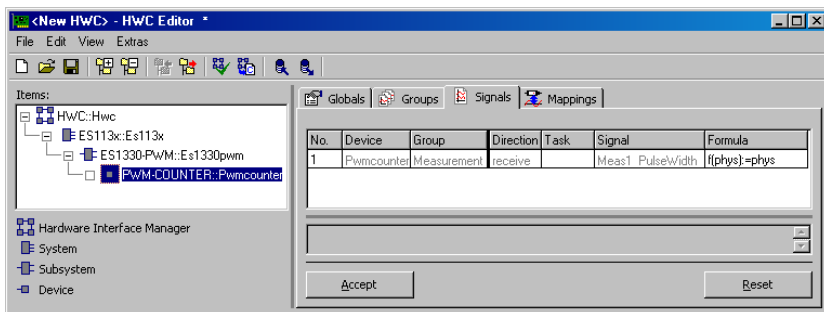 <New HWC> - HWC Editor *
File Edit View Extras
Items:
HWC::Hwc
ES113x::Es113x
ES1330-PWM::Es1330pwm
PWM-COUNTER::Pwmcounter
Hardware Interface Manager
System
Subsystem
Device
Globals Groups Signals Mappings
No. Device Group Direction Task Signal Formula
1 Pwmcounter Measurement receive Meas1_PulseWidth f(phys):=phys
Accept Reset